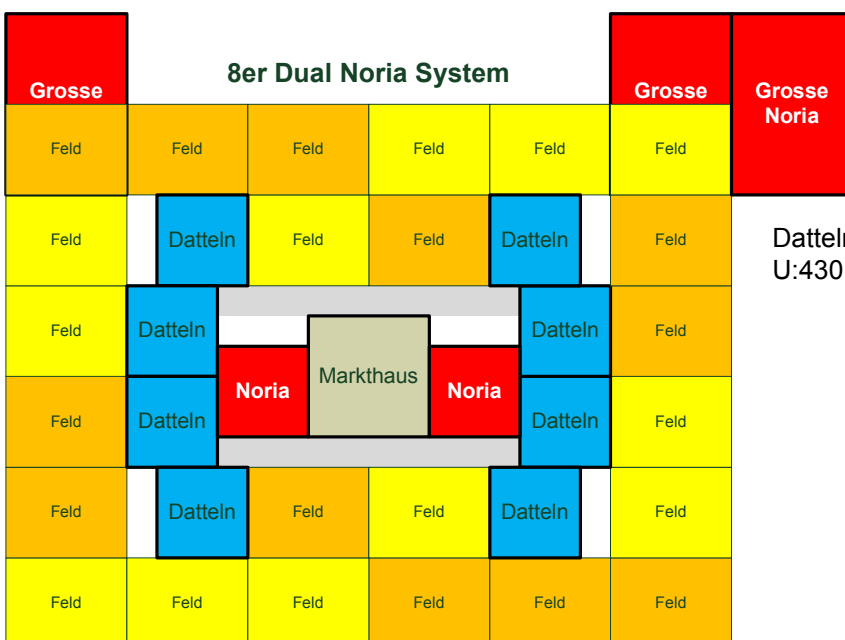 8er Dual Noria System
Grosse Grosse Grosse
Noria
Feld Feld Feld Feld Feld Feld
Feld Datteln Feld Feld Datteln Feld
Datteln
U:430
Feld Datteln Datteln Feld
Noria Markthaus Noria
Feld Datteln Datteln Feld
Feld Datteln Feld Feld Datteln Feld
Feld Feld Feld Feld Feld Feld